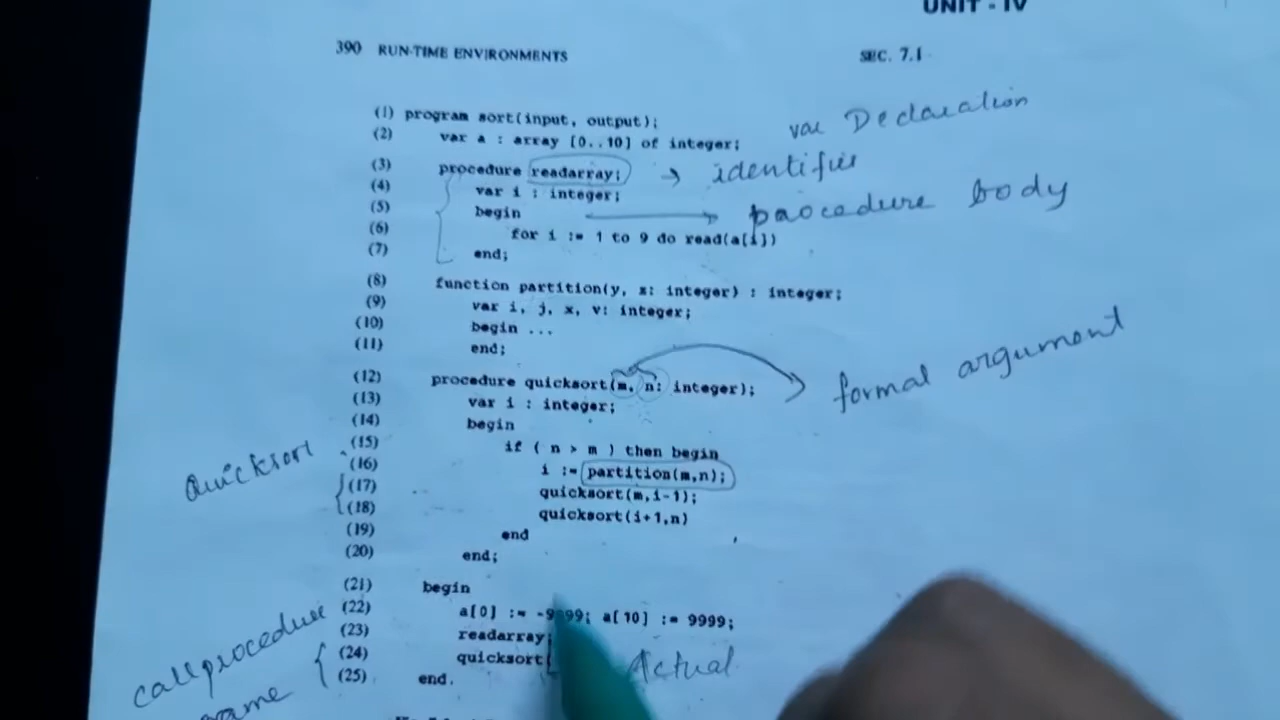 UNIT - IV
390 RUN-TIME ENVIRONMENTS SEC. 7.1
(1) program sort(input, output);
(2) var a : array [0..10] of integer; var Declaration
(3) procedure readarray; → identifier
(4) var i : integer;
(5) begin → procedure body
(6) for i := 1 to 9 do read(a[i])
(7) end;
(8) function partition(y, z: integer) : integer;
(9) var i, j, x, v: integer;
(10) begin ...
(11) end;
(12) procedure quicksort(m, n: integer); formal argument
(13) var i : integer;
(14) begin
(15) if ( n > m ) then begin
Quicksort (16) i := partition(m,n);
(17) quicksort(m,i-1);
(18) quicksort(i+1,n)
(19) end
(20) end;
(21) begin
(22) a[0] := -9999; a[10] := 9999;
call procedure (23) readarray;
(24) quicksort( Actual
(25) end.